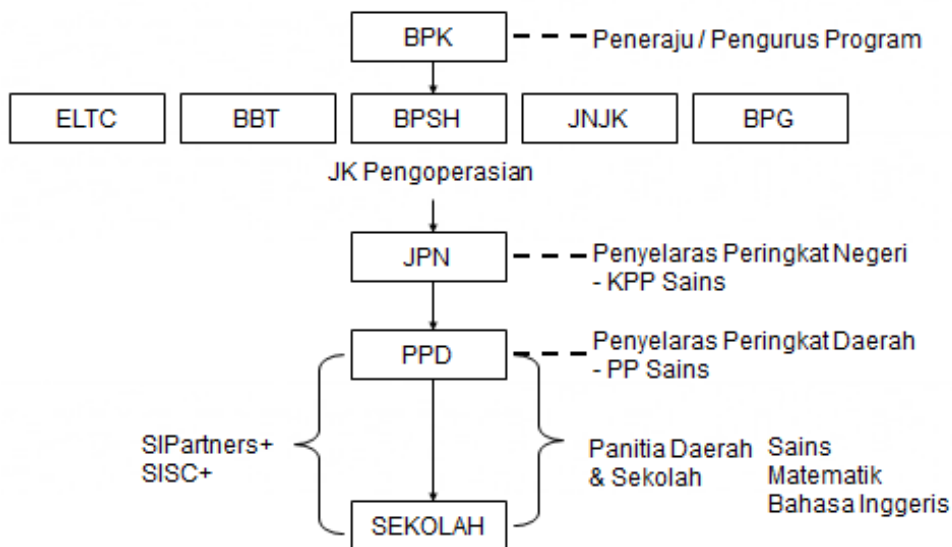 BPK
Peneraju / Pengurus Program
ELTC
BBT
BPSH
JNJK
BPG
JK Pengoperasian
JPN
Penyelaras Peringkat Negeri
- KPP Sains
PPD
Penyelaras Peringkat Daerah
- PP Sains
SIPartners+
SISC+
Panitia Daerah
& Sekolah
Sains
Matematik
Bahasa Inggeris
SEKOLAH